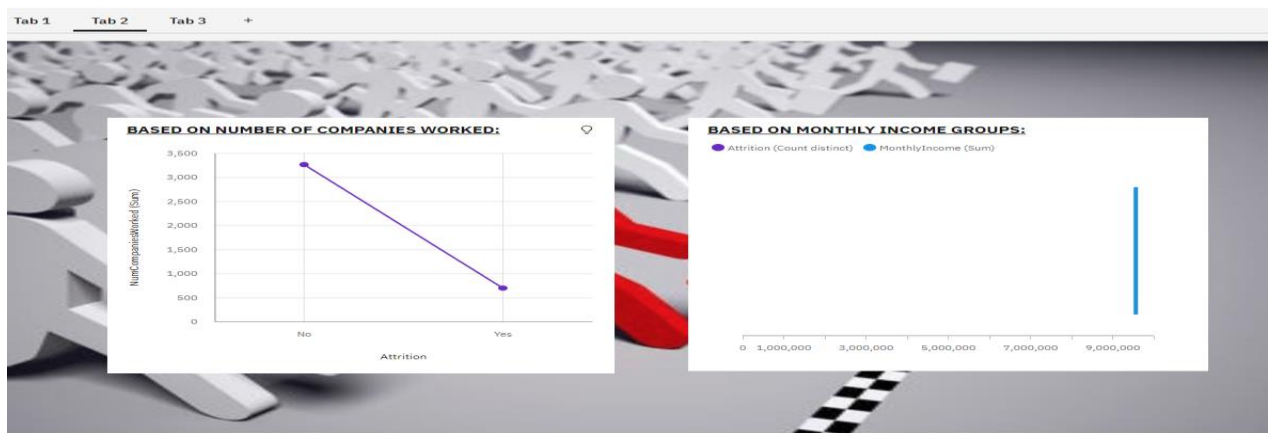 Tab 1 Tab 2 Tab 3 +
BASED ON NUMBER OF COMPANIES WORKED:
3,500
3,000
2,500
2,000
1,500
1,000
500
0
NumCompaniesWorked (Sum)
No Yes
Attrition
BASED ON MONTHLY INCOME GROUPS:
Attrition (Count distinct) MonthlyIncome (Sum)
0 1,000,000 3,000,000 5,000,000 7,000,000 9,000,000